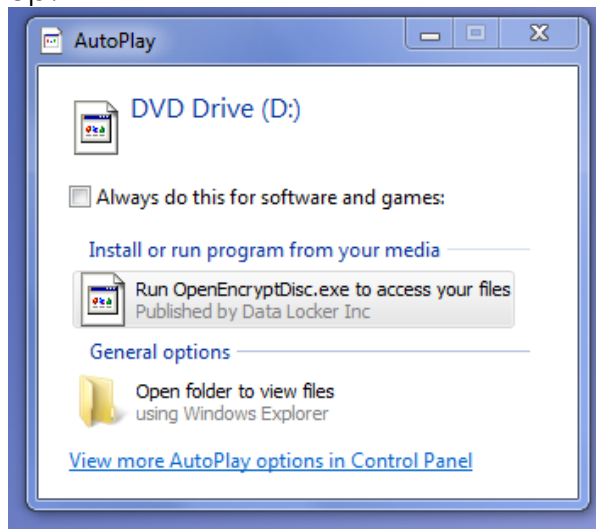 AutoPlay
DVD Drive (D:)
Always do this for software and games:
Install or run program from your media
Run OpenEncryptDisc.exe to access your files
Published by Data Locker Inc
General options
Open folder to view files
using Windows Explorer
View more AutoPlay options in Control Panel